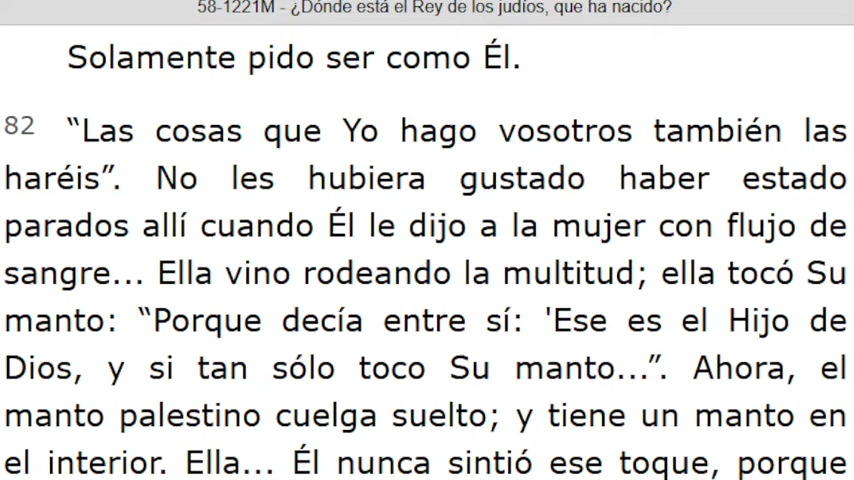 58-1221M - ¿Dónde está el Rey de los judíos, que ha nacido?
Solamente pido ser como Él.
82 “Las cosas que Yo hago vosotros también las
haréis”. No les hubiera gustado haber estado
parados allí cuando Él le dijo a la mujer con flujo de
sangre... Ella vino rodeando la multitud; ella tocó Su
manto: “Porque decía entre sí: 'Ese es el Hijo de
Dios, y si tan sólo toco Su manto...”. Ahora, el
manto palestino cuelga suelto; y tiene un manto en
el interior. Ella... Él nunca sintió ese toque, porque